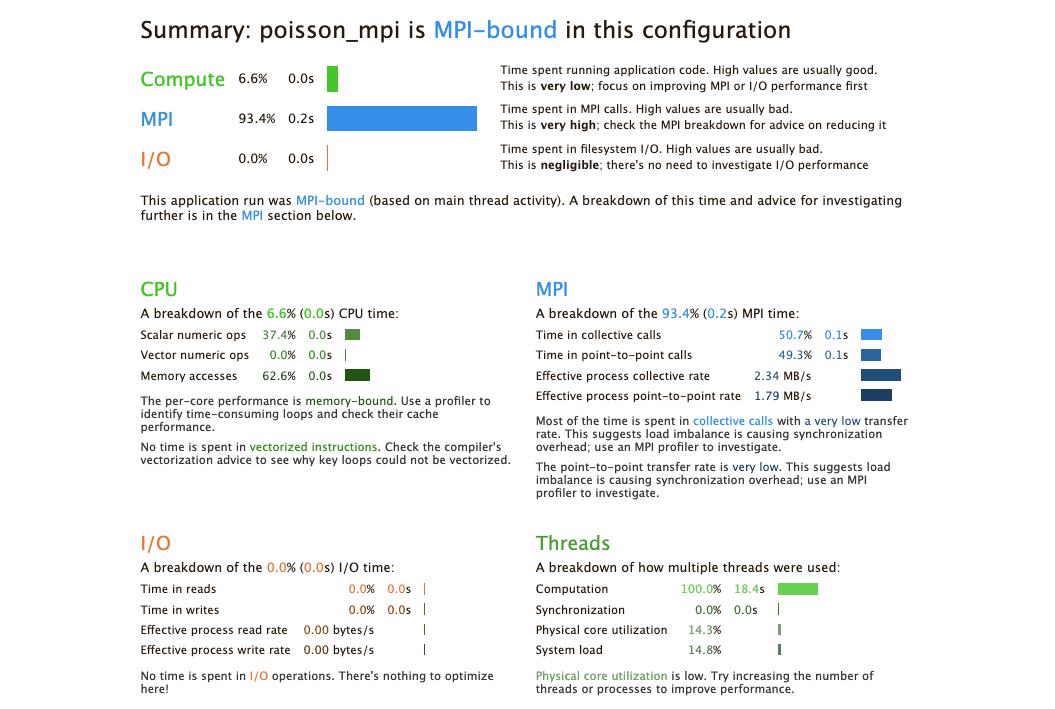 Summary: poisson_mpi is MPI-bound in this configuration
Compute 6.6% 0.0s
Time spent running application code. High values are usually good.
This is very low; focus on improving MPI or I/O performance first
MPI 93.4% 0.2s
Time spent in MPI calls. High values are usually bad.
This is very high; check the MPI breakdown for advice on reducing it
I/O 0.0% 0.0s
Time spent in filesystem I/O. High values are usually bad.
This is negligible; there's no need to investigate I/O performance
This application run was MPI-bound (based on main thread activity). A breakdown of this time and advice for investigating
further is in the MPI section below.
CPU
A breakdown of the 6.6% (0.0s) CPU time:
Scalar numeric ops 37.4% 0.0s
Vector numeric ops 0.0% 0.0s
Memory accesses 62.6% 0.0s
The per-core performance is memory-bound. Use a profiler to
identify time-consuming loops and check their cache
performance.
No time is spent in vectorized instructions. Check the compiler's
vectorization advice to see why key loops could not be vectorized.
MPI
A breakdown of the 93.4% (0.2s) MPI time:
Time in collective calls 50.7% 0.1s
Time in point-to-point calls 49.3% 0.1s
Effective process collective rate 2.34 MB/s
Effective process point-to-point rate 1.79 MB/s
Most of the time is spent in collective calls with a very low transfer
rate. This suggests load imbalance is causing synchronization
overhead; use an MPI profiler to investigate.
The point-to-point transfer rate is very low. This suggests load
imbalance is causing synchronization overhead; use an MPI
profiler to investigate.
I/O
A breakdown of the 0.0% (0.0s) I/O time:
Time in reads 0.0% 0.0s
Time in writes 0.0% 0.0s
Effective process read rate 0.00 bytes/s
Effective process write rate 0.00 bytes/s
No time is spent in I/O operations. There's nothing to optimize
here!
Threads
A breakdown of how multiple threads were used:
Computation 100.0% 18.4s
Synchronization 0.0% 0.0s
Physical core utilization 14.3%
System load 14.8%
Physical core utilization is low. Try increasing the number of
threads or processes to improve performance.